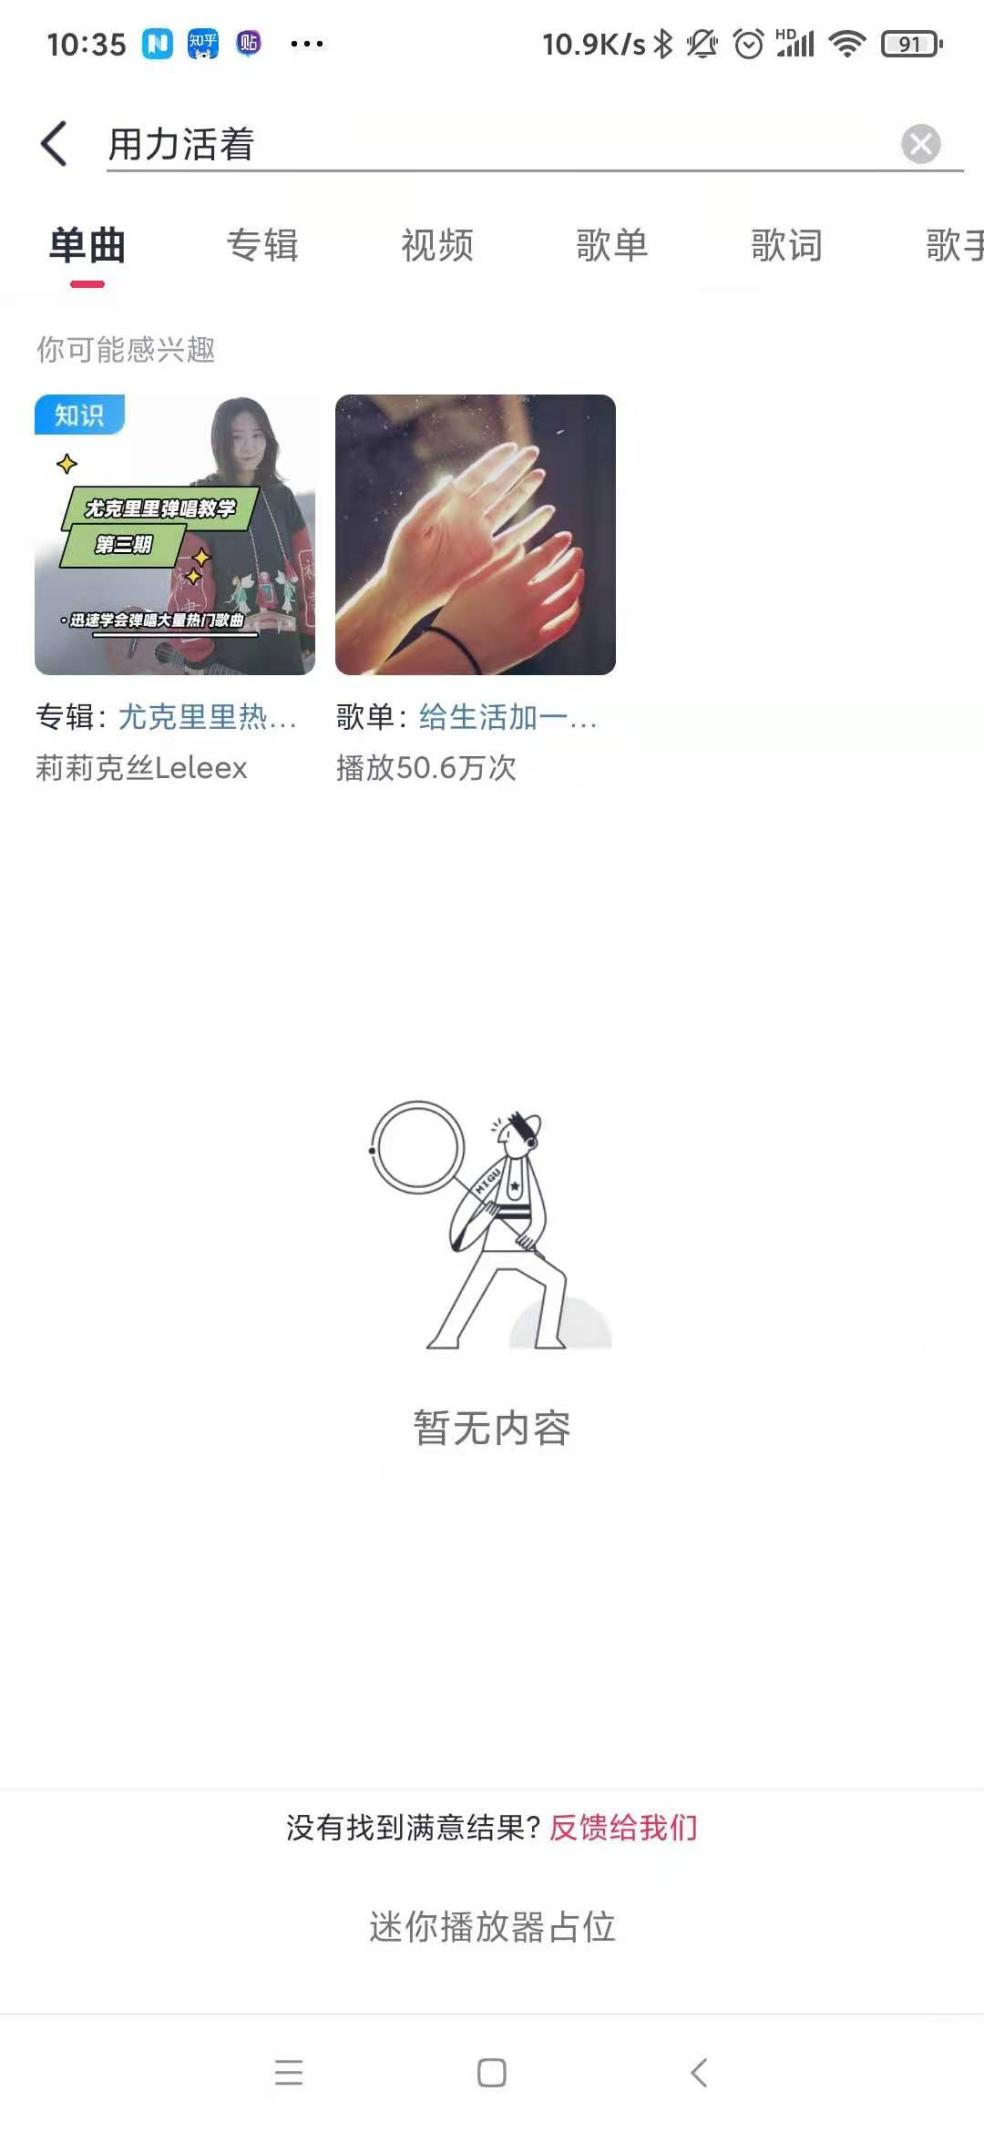 10:35 知乎 贴 ... 10.9K/s HD 91
用力活着
单曲 专辑 视频 歌单 歌词 歌手
你可能感兴趣
知识
尤克里里弹唱教学
第三期
·迅速学会弹唱大量热门歌曲
专辑：尤克里里热...
莉莉克丝Leleex
歌单：给生活加一...
播放50.6万次
MIGU
暂无内容
没有找到满意结果？反馈给我们
迷你播放器占位